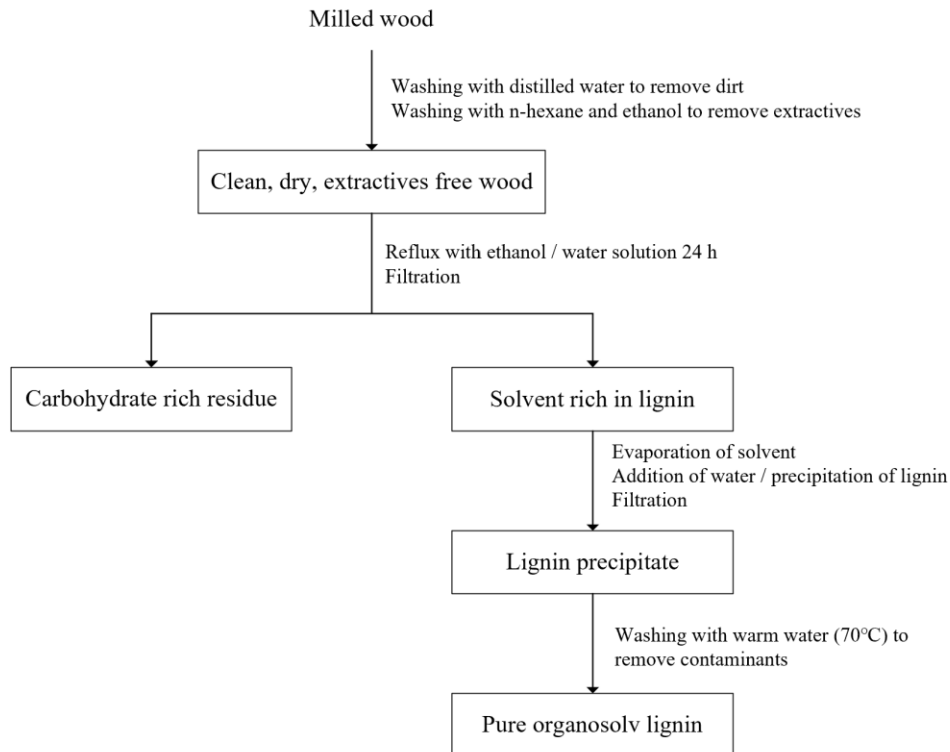 Milled wood
Washing with distilled water to remove dirt
Washing with n-hexane and ethanol to remove extractives
Clean, dry, extractives free wood
Reflux with ethanol / water solution 24 h
Filtration
Carbohydrate rich residue
Solvent rich in lignin
Evaporation of solvent
Addition of water / precipitation of lignin
Filtration
Lignin precipitate
Washing with warm water (70°C) to
remove contaminants
Pure organosolv lignin